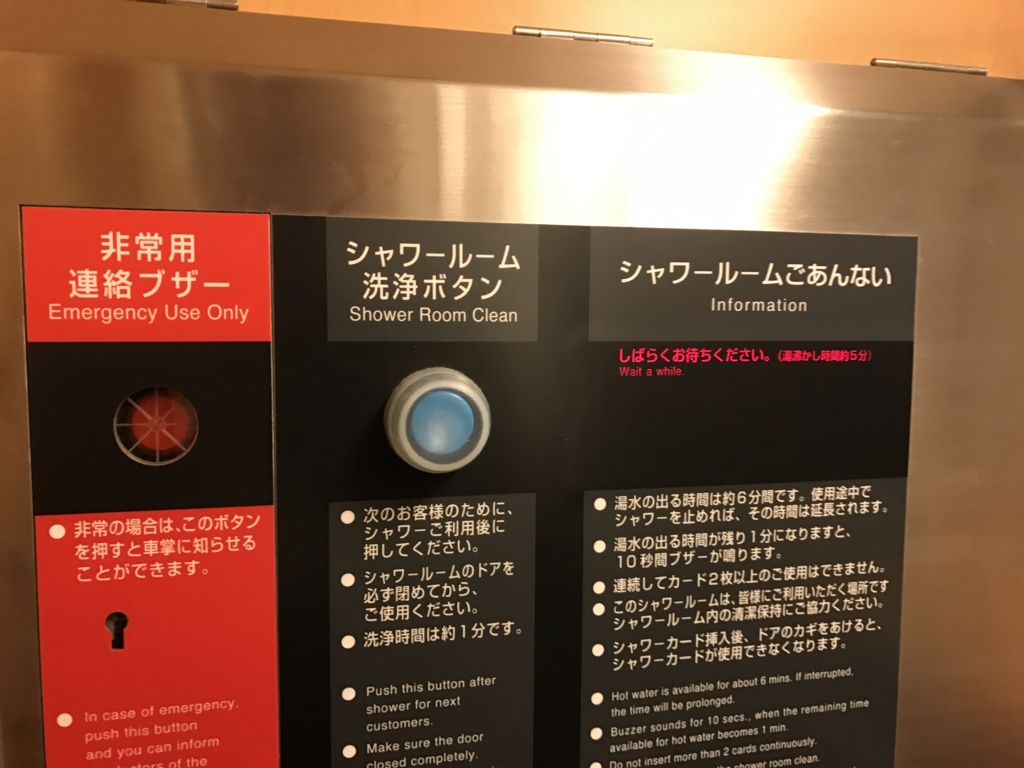 非常用
連絡ブザー
Emergency Use Only
非常の場合は、このボタン
を押すと車掌に知らせる
ことができます。
In case of emergency,
push this button
and you can inform
of the
シャワールーム
洗浄ボタン
Shower Room Clean
次のお客様のために、
シャワーご利用後に
押してください。
シャワールームのドアを
必ず閉めてから、
ご使用ください。
洗浄時間は約1分です。
Push this button after
shower for next
customers.
Make sure the door
closed completely.
シャワールームごあんない
Information
しばらくお待ちください。(湯沸かし時間約5分)
Wait a while.
湯水の出る時間は約6分間です。使用途中で
シャワーを止めれば、その時間は延長されます。
湯水の出る時間が残り1分になりますと、
10秒間ブザーが鳴ります。
連続してカード2枚以上のご使用はできません。
このシャワールームは、皆様にご利用いただく場所です
シャワールーム内の清潔保持にご協力ください。
シャワーカード挿入後、ドアのカギをあけると、
シャワーカードが使用できなくなります。
Hot water is available for about 6 mins. If interrupted,
the time will be prolonged.
Buzzer sounds for 10 secs., when the remaining time
available for hot water becomes 1 min.
Do not insert more than 2 cards continuously.
shower room clean.